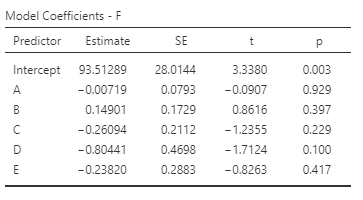 Model Coefficients - F
Predictor Estimate SE t p
Intercept 93.51289 28.0144 3.3380 0.003
A −0.00719 0.0793 −0.0907 0.929
B 0.14901 0.1729 0.8616 0.397
C −0.26094 0.2112 −1.2355 0.229
D −0.80441 0.4698 −1.7124 0.100
E −0.23820 0.2883 −0.8263 0.417